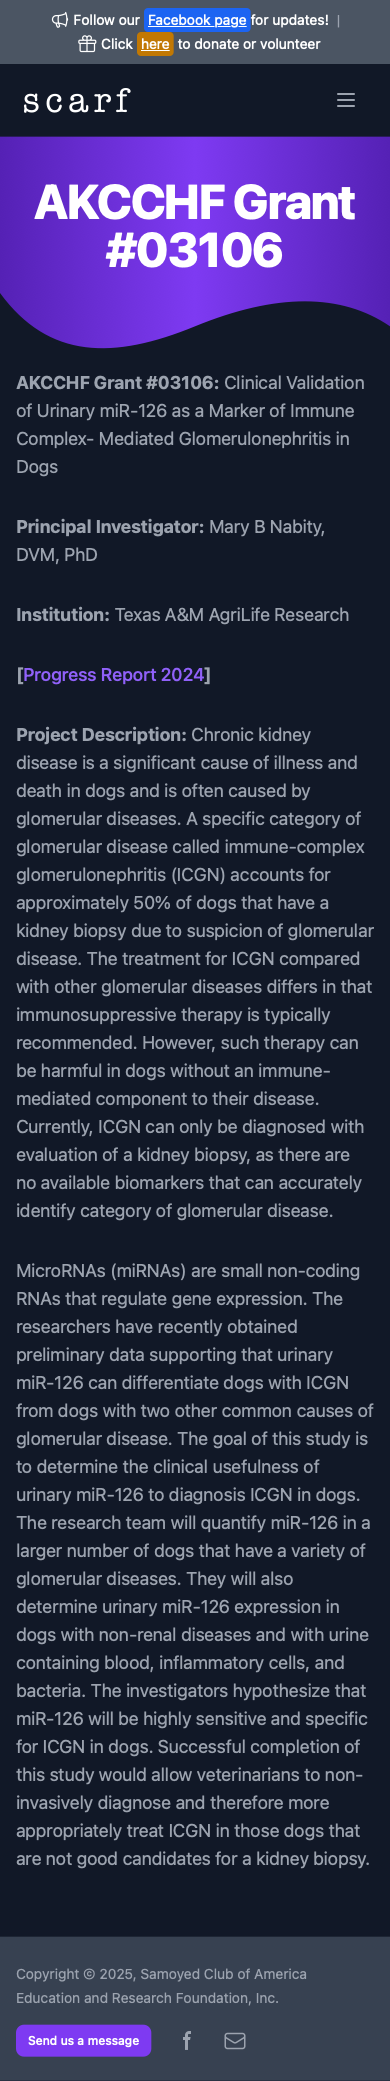 Follow our Facebook page for updates! |
Click here to donate or volunteer
scarf
AKCCHF Grant
#03106
AKCCHF Grant #03106: Clinical Validation
of Urinary miR-126 as a Marker of Immune
Complex- Mediated Glomerulonephritis in
Dogs
Principal Investigator: Mary B Nabity,
DVM, PhD
Institution: Texas A&M AgriLife Research
[Progress Report 2024]
Project Description: Chronic kidney
disease is a significant cause of illness and
death in dogs and is often caused by
glomerular diseases. A specific category of
glomerular disease called immune-complex
glomerulonephritis (ICGN) accounts for
approximately 50% of dogs that have a
kidney biopsy due to suspicion of glomerular
disease. The treatment for ICGN compared
with other glomerular diseases differs in that
immunosuppressive therapy is typically
recommended. However, such therapy can
be harmful in dogs without an immune-
mediated component to their disease.
Currently, ICGN can only be diagnosed with
evaluation of a kidney biopsy, as there are
no available biomarkers that can accurately
identify category of glomerular disease.
MicroRNAs (miRNAs) are small non-coding
RNAs that regulate gene expression. The
researchers have recently obtained
preliminary data supporting that urinary
miR-126 can differentiate dogs with ICGN
from dogs with two other common causes of
glomerular disease. The goal of this study is
to determine the clinical usefulness of
urinary miR-126 to diagnosis ICGN in dogs.
The research team will quantify miR-126 in a
larger number of dogs that have a variety of
glomerular diseases. They will also
determine urinary miR-126 expression in
dogs with non-renal diseases and with urine
containing blood, inflammatory cells, and
bacteria. The investigators hypothesize that
miR-126 will be highly sensitive and specific
for ICGN in dogs. Successful completion of
this study would allow veterinarians to non-
invasively diagnose and therefore more
appropriately treat ICGN in those dogs that
are not good candidates for a kidney biopsy.
Copyright © 2025, Samoyed Club of America
Education and Research Foundation, Inc.
Send us a message